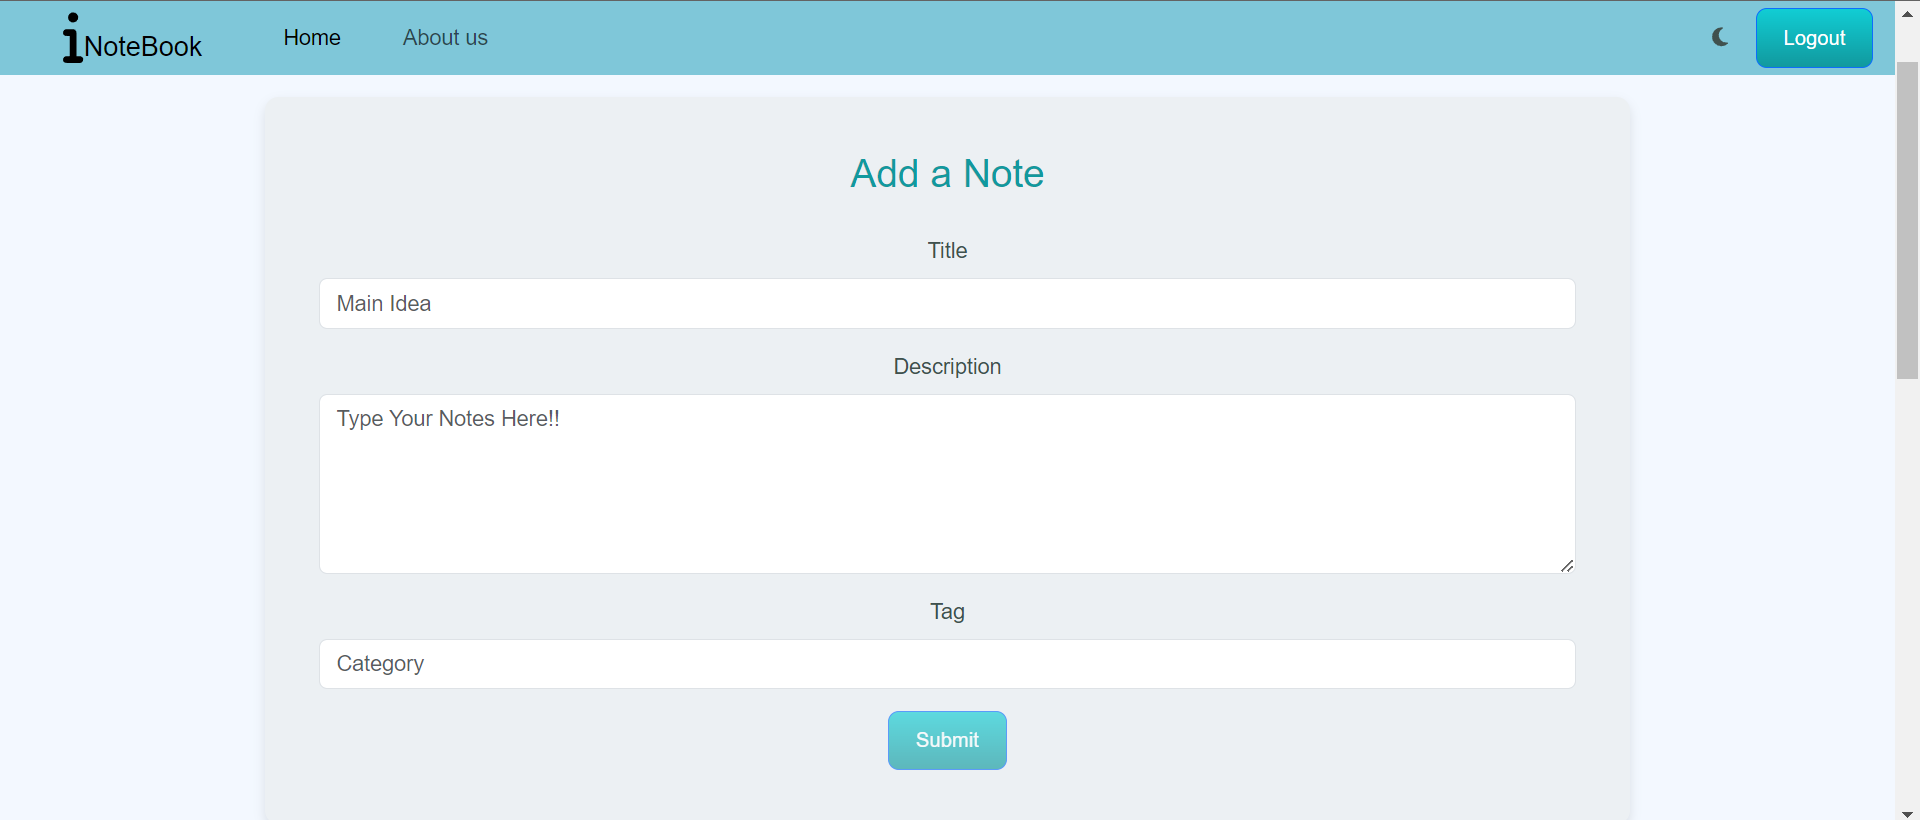 iNoteBook Home About us Logout
Add a Note
Title
Main Idea
Description
Type Your Notes Here!!
Tag
Category
Submit